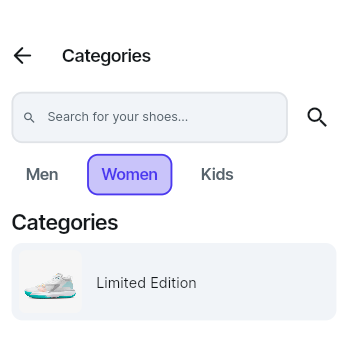 Categories
Search for your shoes...
Men Women Kids
Categories
Limited Edition